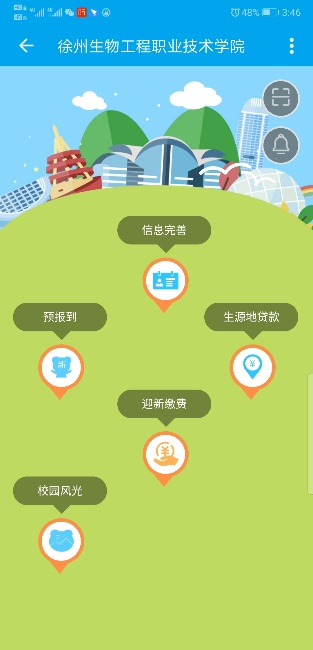 48% 3:46
徐州生物工程职业技术学院
信息完善
预报到
生源地贷款
新
¥
迎新缴费
¥
校园风光